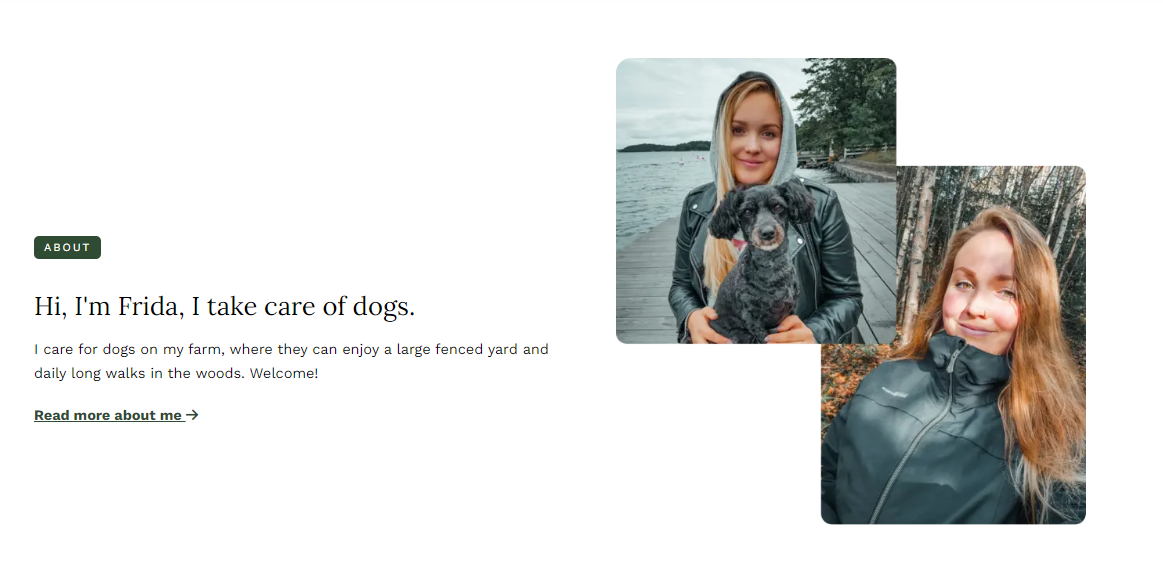 ABOUT
Hi, I'm Frida, I take care of dogs.
I care for dogs on my farm, where they can enjoy a large fenced yard and
daily long walks in the woods. Welcome!
Read more about me →